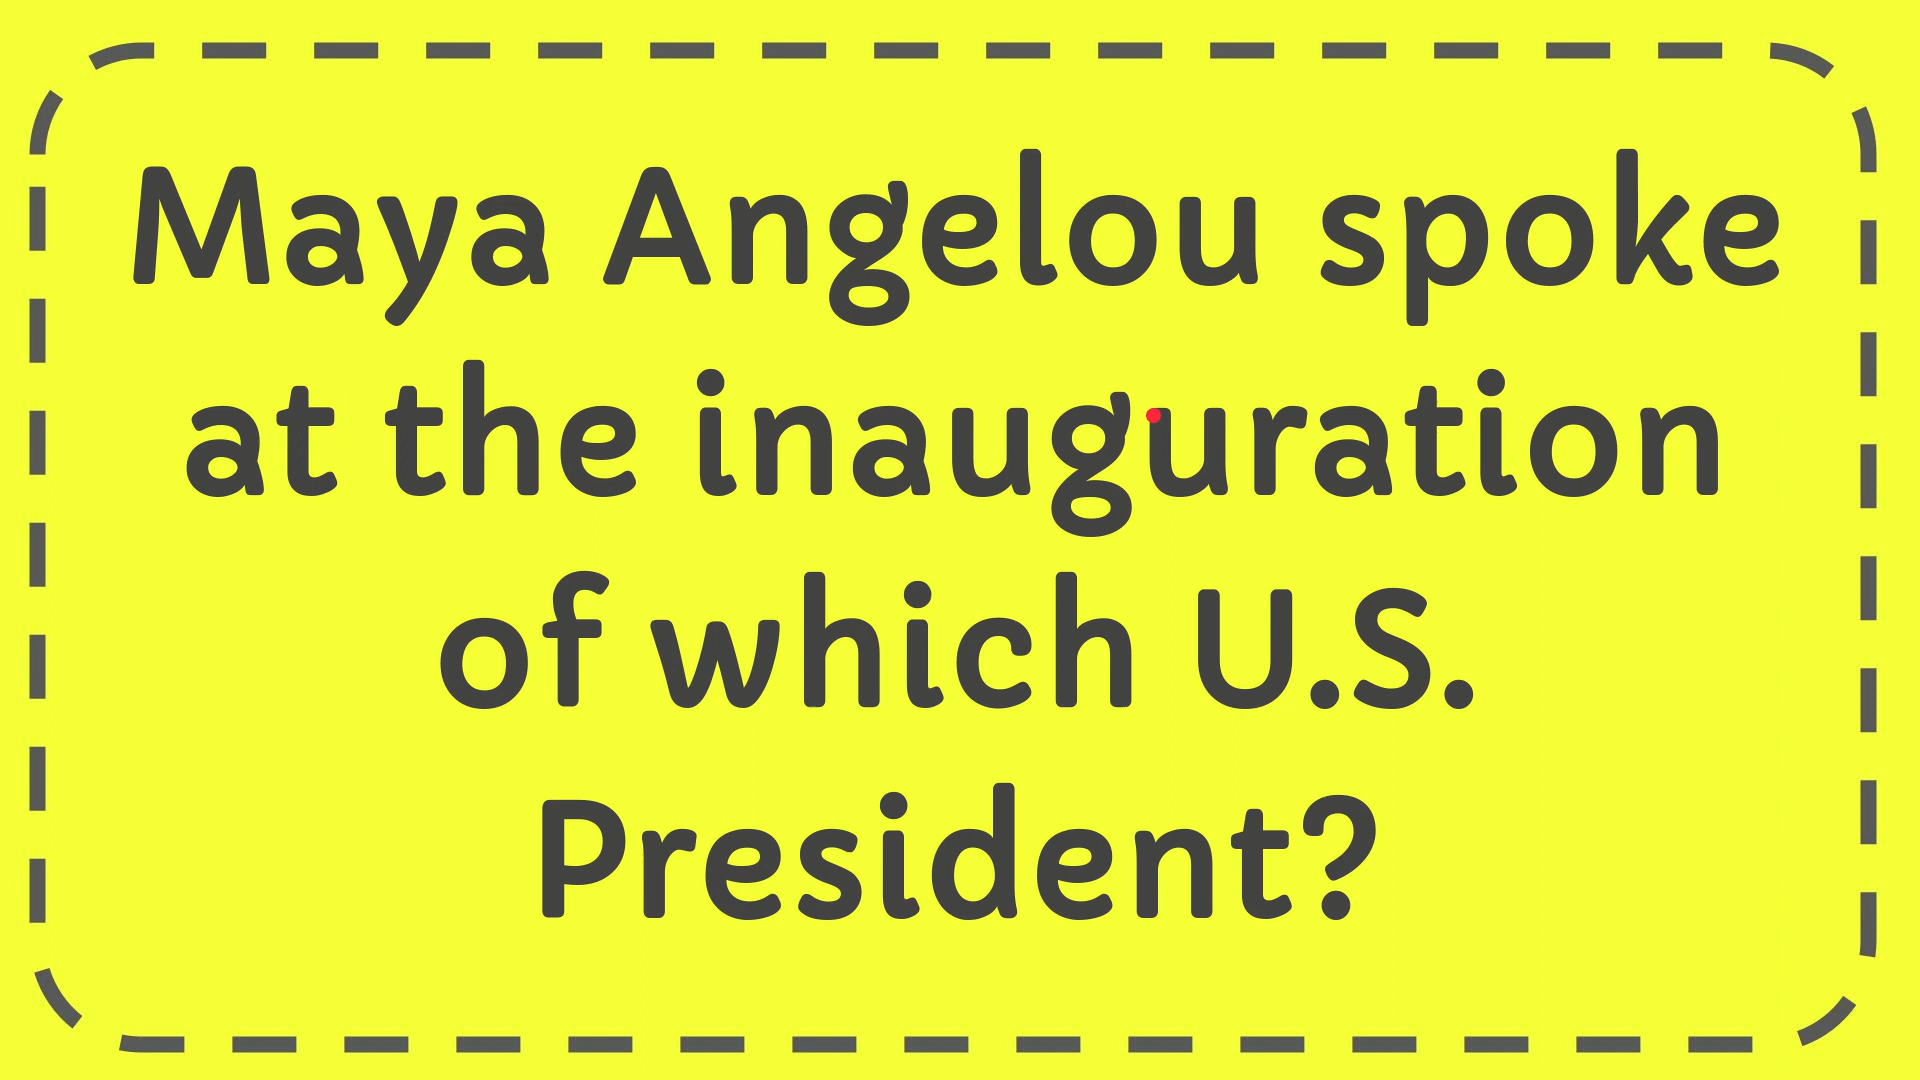 Maya Angelou spoke
at the inauguration
of which U.S.
President?